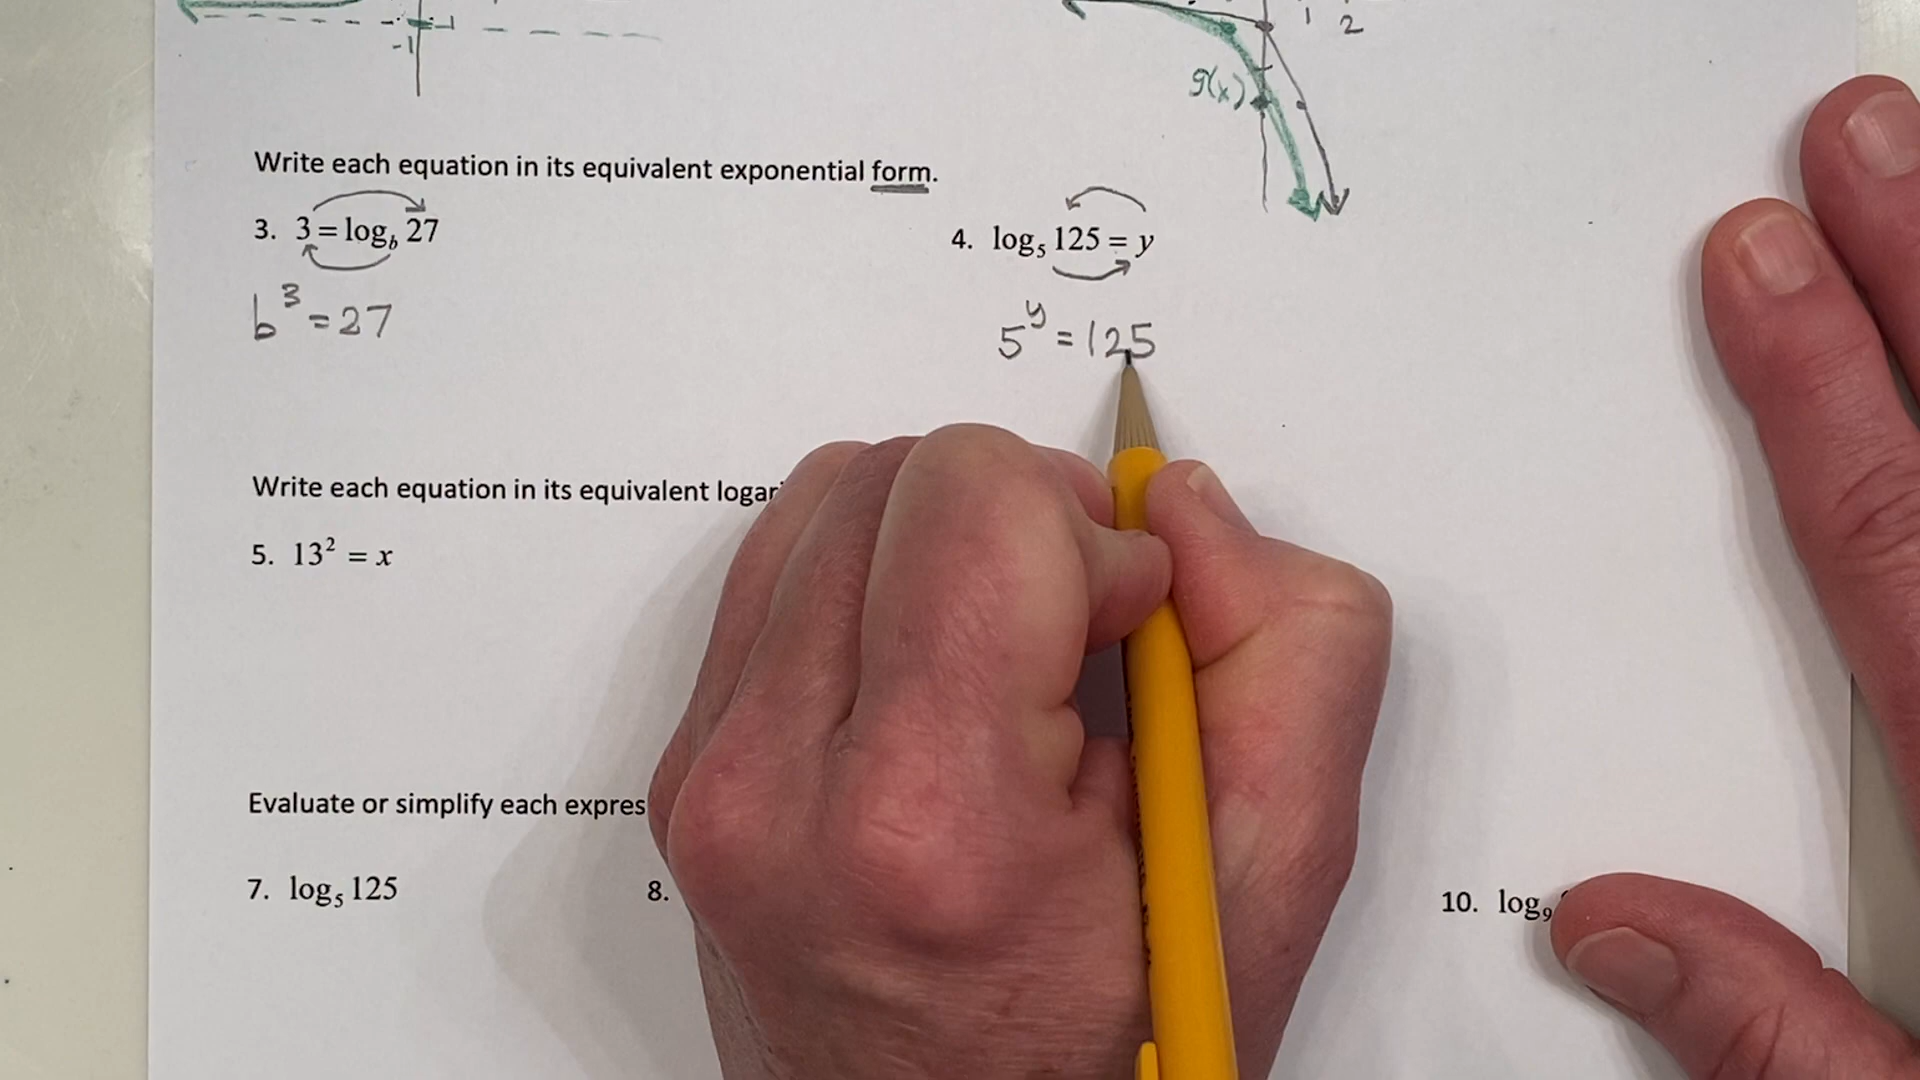 -1
1 2
g(x)
Write each equation in its equivalent exponential form.
3. 3 = log_b 27
4. log_5 125 = y
b^3 = 27
5^y = 125
Write each equation in its equivalent
5. 13^2 = x
Evaluate or simplify each
7. log_5 125
8.
10. log_9